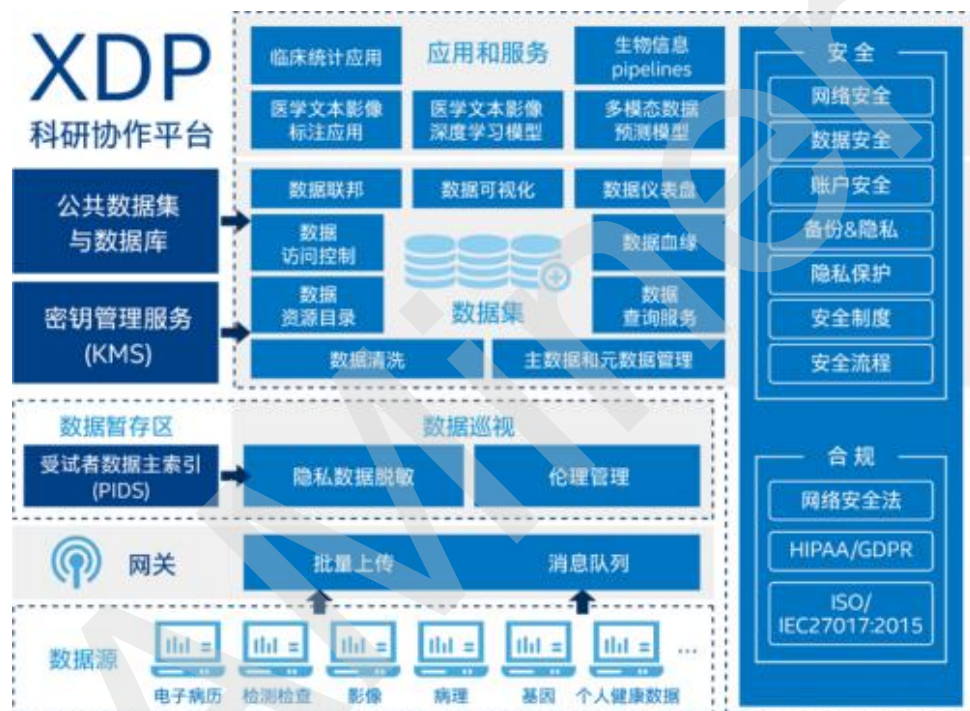 XDP
科研协作平台
公共数据集
与数据库
密钥管理服务
(KMS)
临床统计应用
应用和服务
生物信息
pipelines
医学文本影像
标注应用
医学文本影像
深度学习模型
多模态数据
预测模型
数据联邦
数据可视化
数据仪表盘
数据
访问控制
数据血缘
数据
资源目录
数据集
数据
查询服务
数据清洗
主数据和元数据管理
数据暂存区
数据巡视
受试者数据主索引
(PIDS)
隐私数据脱敏
伦理管理
网关
批量上传
消息队列
数据源
电子病历
检测检查
影像
病理
基因
个人健康数据
...
安全
网络安全
数据安全
账户安全
备份&隐私
隐私保护
安全制度
安全流程
合规
网络安全法
HIPAA/GDPR
ISO/
IEC27017:2015